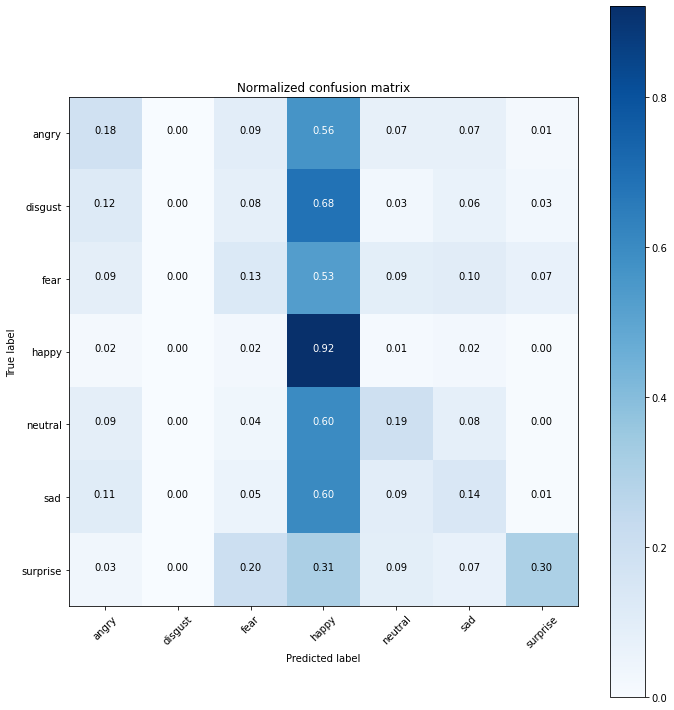 Normalized confusion matrix
angry 0.18 0.00 0.09 0.56 0.07 0.07 0.01
disgust 0.12 0.00 0.08 0.68 0.03 0.06 0.03
fear 0.09 0.00 0.13 0.53 0.09 0.10 0.07
happy 0.02 0.00 0.02 0.92 0.01 0.02 0.00
neutral 0.09 0.00 0.04 0.60 0.19 0.08 0.00
sad 0.11 0.00 0.05 0.60 0.09 0.14 0.01
surprise 0.03 0.00 0.20 0.31 0.09 0.07 0.30
angry disgust fear happy neutral sad surprise
True label
Predicted label
0.8
0.6
0.4
0.2
0.0